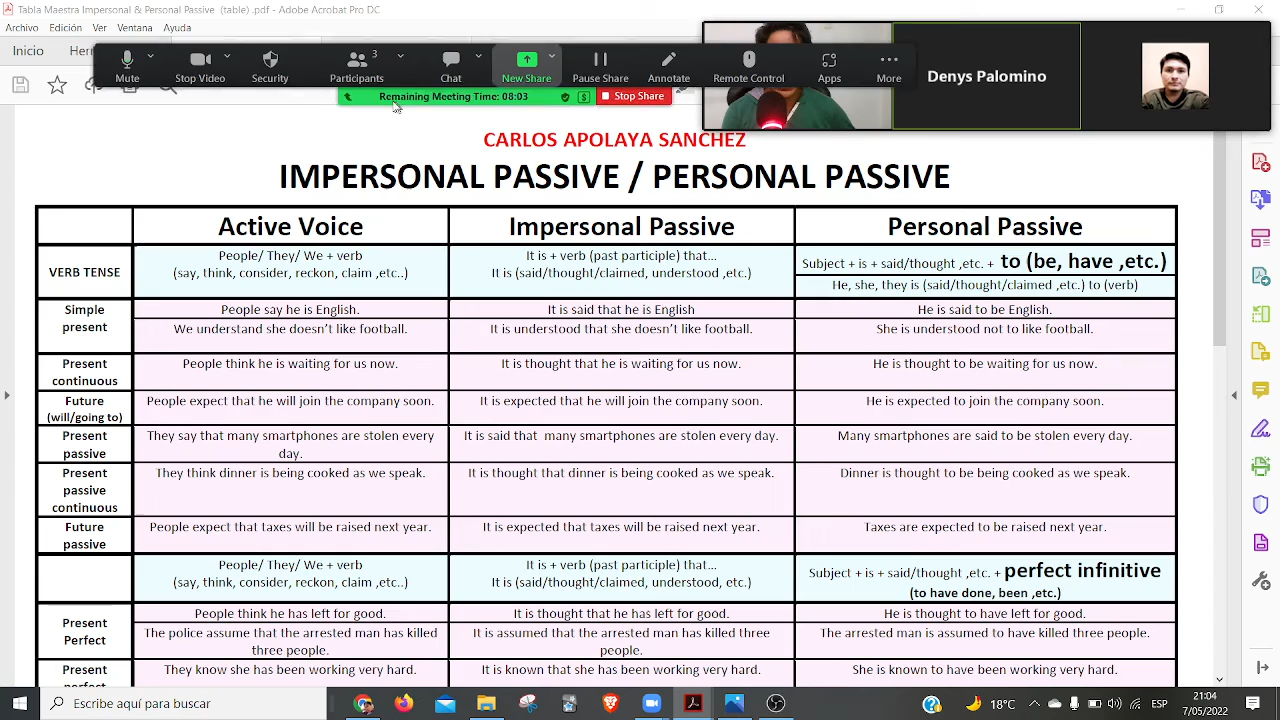 Tabla Maestra Impersonal & Personal Passive (table) .pdf - Adobe Acrobat Pro DC
Archivo Edición Ver Ventana Ayuda
Inicio Her
Mute Stop Video Security Participants 3 Chat New Share Pause Share Annotate Remote Control Apps More
Denys Palomino
Remaining Meeting Time: 08:03 Stop Share
CARLOS APOLAYA SANCHEZ
IMPERSONAL PASSIVE / PERSONAL PASSIVE
Active Voice Impersonal Passive Personal Passive
VERB TENSE
People/ They/ We + verb
(say, think, consider, reckon, claim ,etc..)
It is + verb (past participle) that...
It is (said/thought/claimed, understood ,etc.)
Subject + is + said/thought ,etc. + to (be, have ,etc.)
He, she, they is (said/thought/claimed ,etc.) to (verb)
Simple
present
People say he is English.
It is said that he is English
He is said to be English.
We understand she doesn't like football.
It is understood that she doesn't like football.
She is understood not to like football.
Present
continuous
People think he is waiting for us now.
It is thought that he is waiting for us now.
He is thought to be waiting for us now.
Future
(will/going to)
People expect that he will join the company soon.
It is expected that he will join the company soon.
He is expected to join the company soon.
Present
passive
They say that many smartphones are stolen every
day.
It is said that many smartphones are stolen every day.
Many smartphones are said to be stolen every day.
Present
passive
continuous
They think dinner is being cooked as we speak.
It is thought that dinner is being cooked as we speak.
Dinner is thought to be being cooked as we speak.
Future
passive
People expect that taxes will be raised next year.
It is expected that taxes will be raised next year.
Taxes are expected to be raised next year.
People/ They/ We + verb
(say, think, consider, reckon, claim ,etc..)
It is + verb (past participle) that...
It is (said/thought/claimed, understood, etc.)
Subject + is + said/thought ,etc. + perfect infinitive
(to have done, been ,etc.)
Present
Perfect
People think he has left for good.
It is thought that he has left for good.
He is thought to have left for good.
The police assume that the arrested man has killed
three people.
It is assumed that the arrested man has killed three
people.
The arrested man is assumed to have killed three people.
Present
perfect
They know she has been working very hard.
It is known that she has been working very hard.
She is known to have been working very hard.
Escribe aquí para buscar
18°C ESP
21:04
7/05/2022